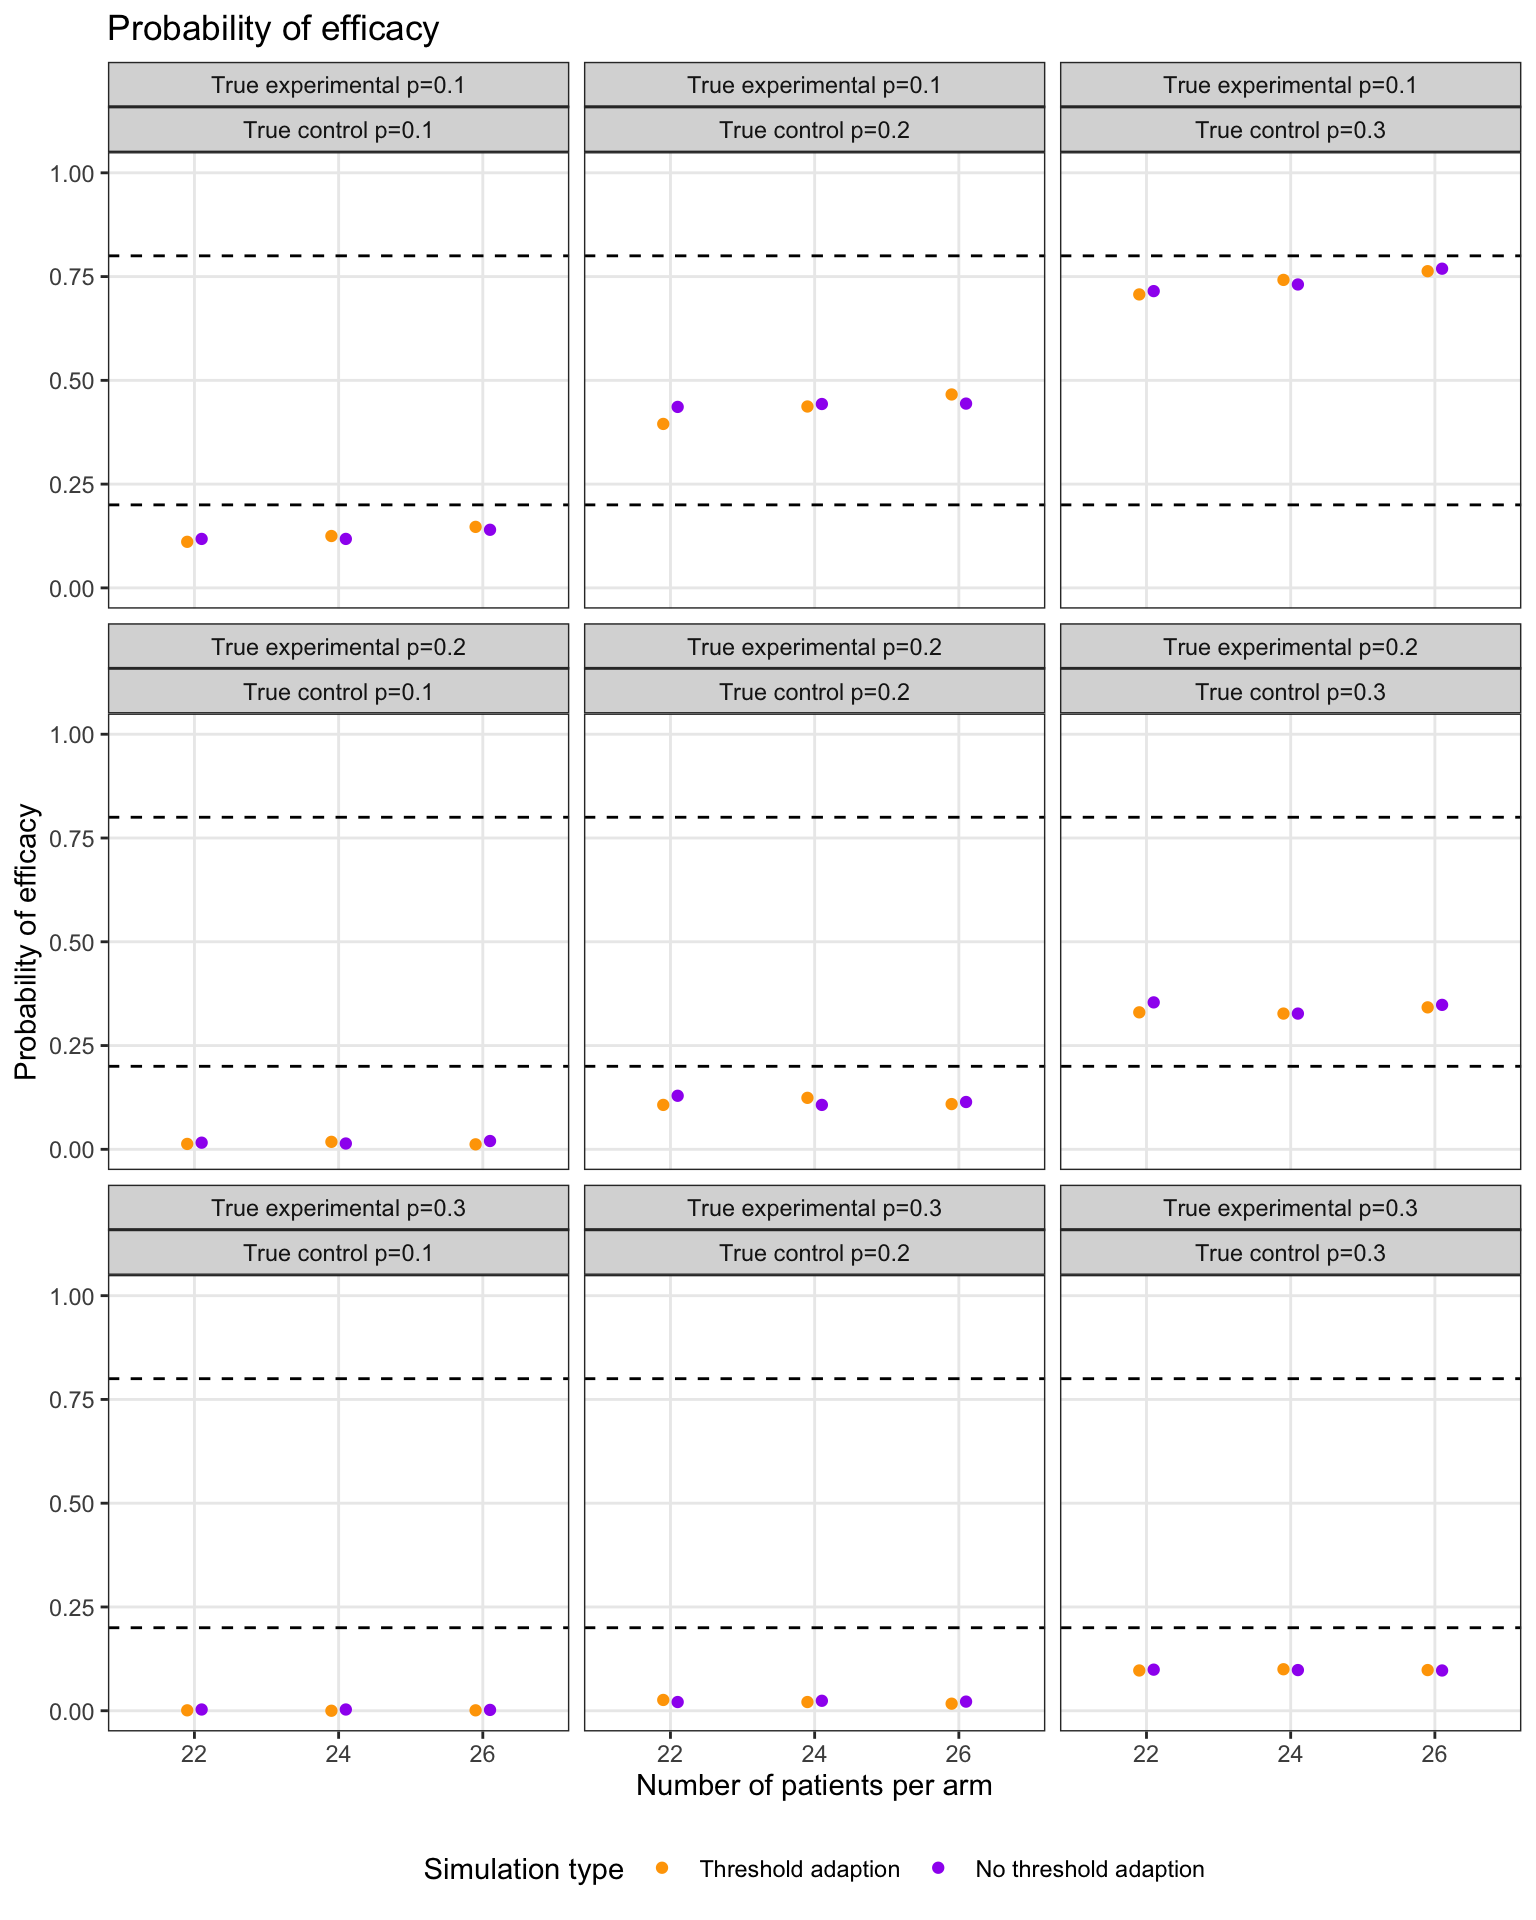 Probability of efficacy
True experimental p=0.1
True experimental p=0.1
True experimental p=0.1
True control p=0.1
True control p=0.2
True control p=0.3
1.00
0.75
0.50
0.25
0.00
True experimental p=0.2
True experimental p=0.2
True experimental p=0.2
True control p=0.1
True control p=0.2
True control p=0.3
1.00
0.75
0.50
0.25
0.00
Probability of efficacy
True experimental p=0.3
True experimental p=0.3
True experimental p=0.3
True control p=0.1
True control p=0.2
True control p=0.3
1.00
0.75
0.50
0.25
0.00
22 24 26
22 24 26
22 24 26
Number of patients per arm
Simulation type Threshold adaption No threshold adaption